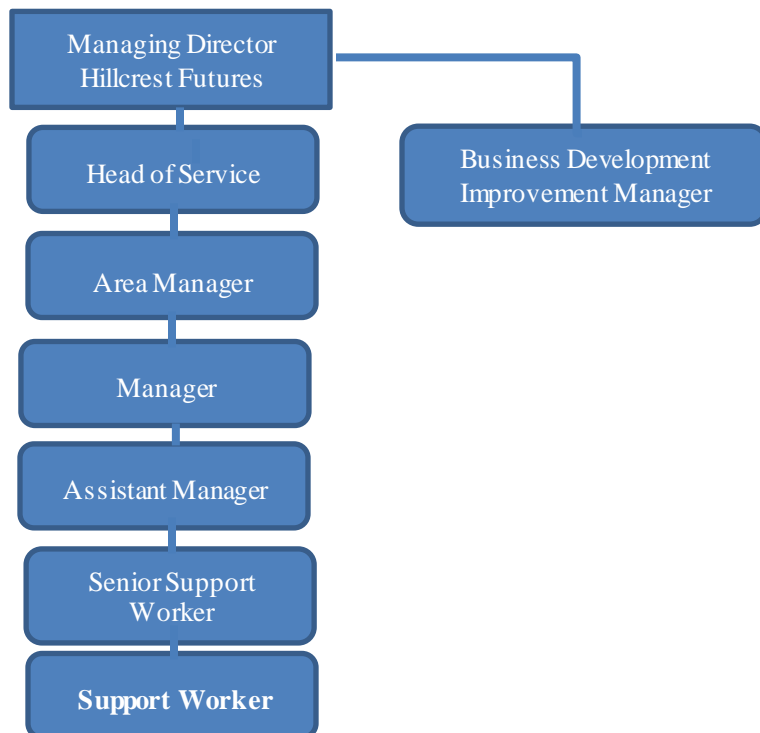 Managing Director
Hillcrest Futures
Head of Service
Business Development
Improvement Manager
Area Manager
Manager
Assistant Manager
Senior Support
Worker
Support Worker